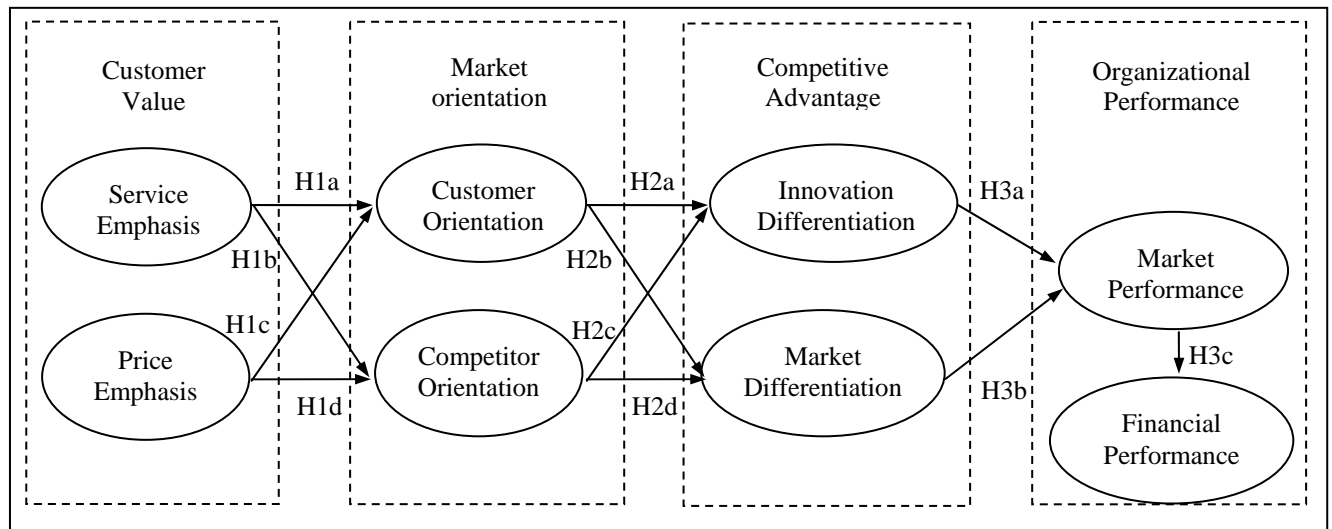 Customer
Value
Market
orientation
Competitive
Advantage
Organizational
Performance
Service
Emphasis
H1a
Customer
Orientation
H2a
Innovation
Differentiation
H3a
Market
Performance
H1b
H2b
H1c
H2c
Price
Emphasis
H1d
Competitor
Orientation
H2d
Market
Differentiation
H3b
H3c
Financial
Performance